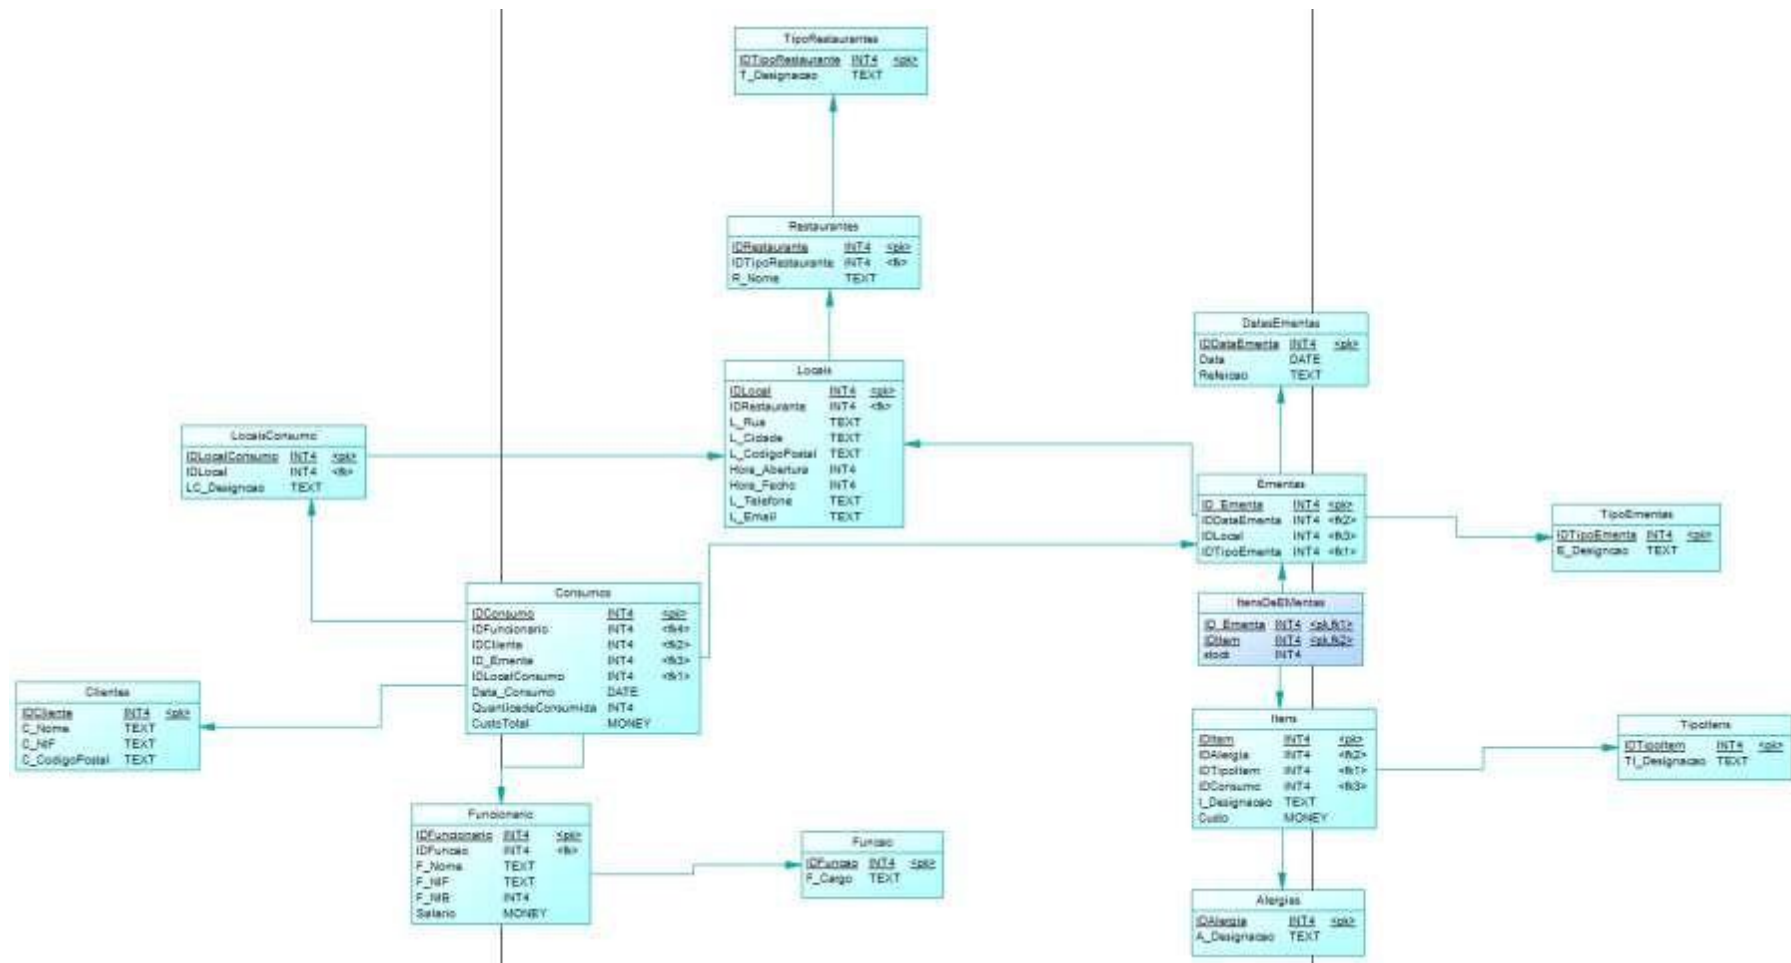 TipoRestaurantes
IDTipoRestaurante INT4 <pk>
T_Designacao TEXT
Restaurantes
IDRestaurante INT4 <pk>
IDTipoRestaurante INT4 <fk>
R_Nome TEXT
DatasEmentas
IDDataEmenta INT4 <pk>
Data DATE
Refeicao TEXT
Locais
IDLocal INT4 <pk>
IDRestaurante INT4 <fk>
L_Rua TEXT
L_Cidade TEXT
L_CodigoPostal TEXT
Hora_Abertura INT4
Hora_Fecho INT4
L_Telefone TEXT
L_Email TEXT
LocaisConsumo
IDLocalConsumo INT4 <pk>
IDLocal INT4 <fk>
LC_Designcao TEXT
Ementas
ID_Ementa INT4 <pk>
IDDataEmenta INT4 <fk2>
IDLocal INT4 <fk3>
IDTipoEmenta INT4 <fk1>
TipoEmentas
IDTipoEmenta INT4 <pk>
E_Designcao TEXT
Consumos
IDConsumo INT4 <pk>
IDFuncionario INT4 <fk4>
IDCliente INT4 <fk2>
ID_Ementa INT4 <fk3>
IDLocalConsumo INT4 <fk1>
Data_Consumo DATE
QuantidadeConsumida INT4
CustoTotal MONEY
ItensDeEMentas
ID_Ementa INT4 <pk,fk1>
IDItem INT4 <pk,fk2>
stock INT4
Clientes
IDCliente INT4 <pk>
C_Nome TEXT
C_NIF TEXT
C_CodigoPostal TEXT
Itens
IDItem INT4 <pk>
IDAlergia INT4 <fk2>
IDTipoItem INT4 <fk1>
IDConsumo INT4 <fk3>
I_Designacao TEXT
Custo MONEY
TipoItens
IDTipoItem INT4 <pk>
TI_Designacao TEXT
Funcionario
IDFuncionario INT4 <pk>
IDFuncao INT4 <fk>
F_Nome TEXT
F_NIF TEXT
F_NIB INT4
Salario MONEY
Funcao
IDFuncao INT4 <pk>
F_Cargo TEXT
Alergias
IDAlergia INT4 <pk>
A_Designacao TEXT